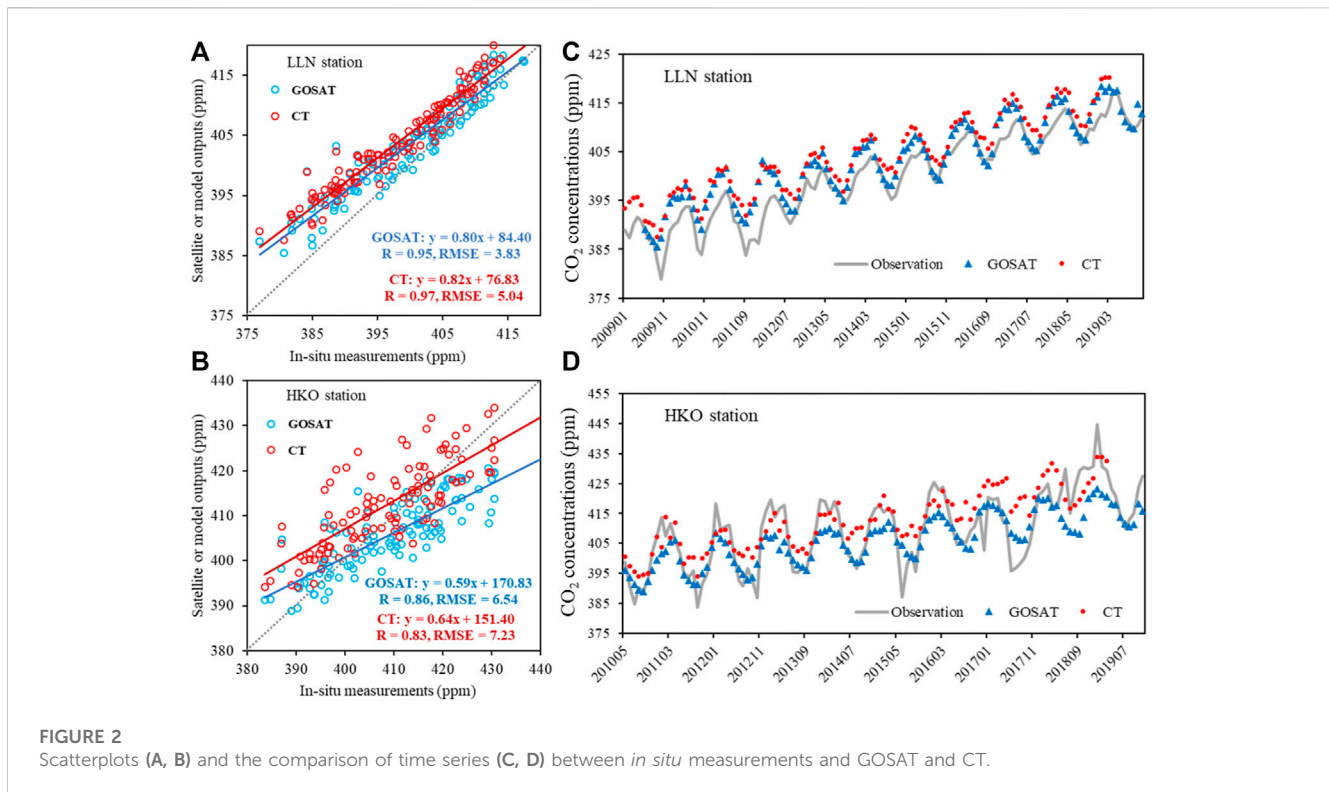 A
LLN station
GOSAT
CT
Satellite or model outputs (ppm)
415
405
395
385
375
GOSAT: y = 0.80x + 84.40
R = 0.95, RMSE = 3.83
CT: y = 0.82x + 76.83
R = 0.97, RMSE = 5.04
375 385 395 405 415
In-situ measurements (ppm)
B
HKO station
GOSAT
CT
Satellite or model outputs (ppm)
440
430
420
410
400
390
380
GOSAT: y = 0.59x + 170.83
R = 0.86, RMSE = 6.54
CT: y = 0.64x + 151.40
R = 0.83, RMSE = 7.23
380 390 400 410 420 430 440
In-situ measurements (ppm)
C
LLN station
CO₂ concentrations (ppm)
425
415
405
395
385
375
Observation GOSAT CT
200901 200911 201011 201109 201207 201305 201403 201501 201511 201609 201707 201805 201903
D
HKO station
CO₂ concentrations (ppm)
455
445
435
425
415
405
395
385
375
Observation GOSAT CT
201005 201103 201201 201211 201309 201407 201505 201603 201701 201711 201809 201907
FIGURE 2
Scatterplots (A, B) and the comparison of time series (C, D) between in situ measurements and GOSAT and CT.